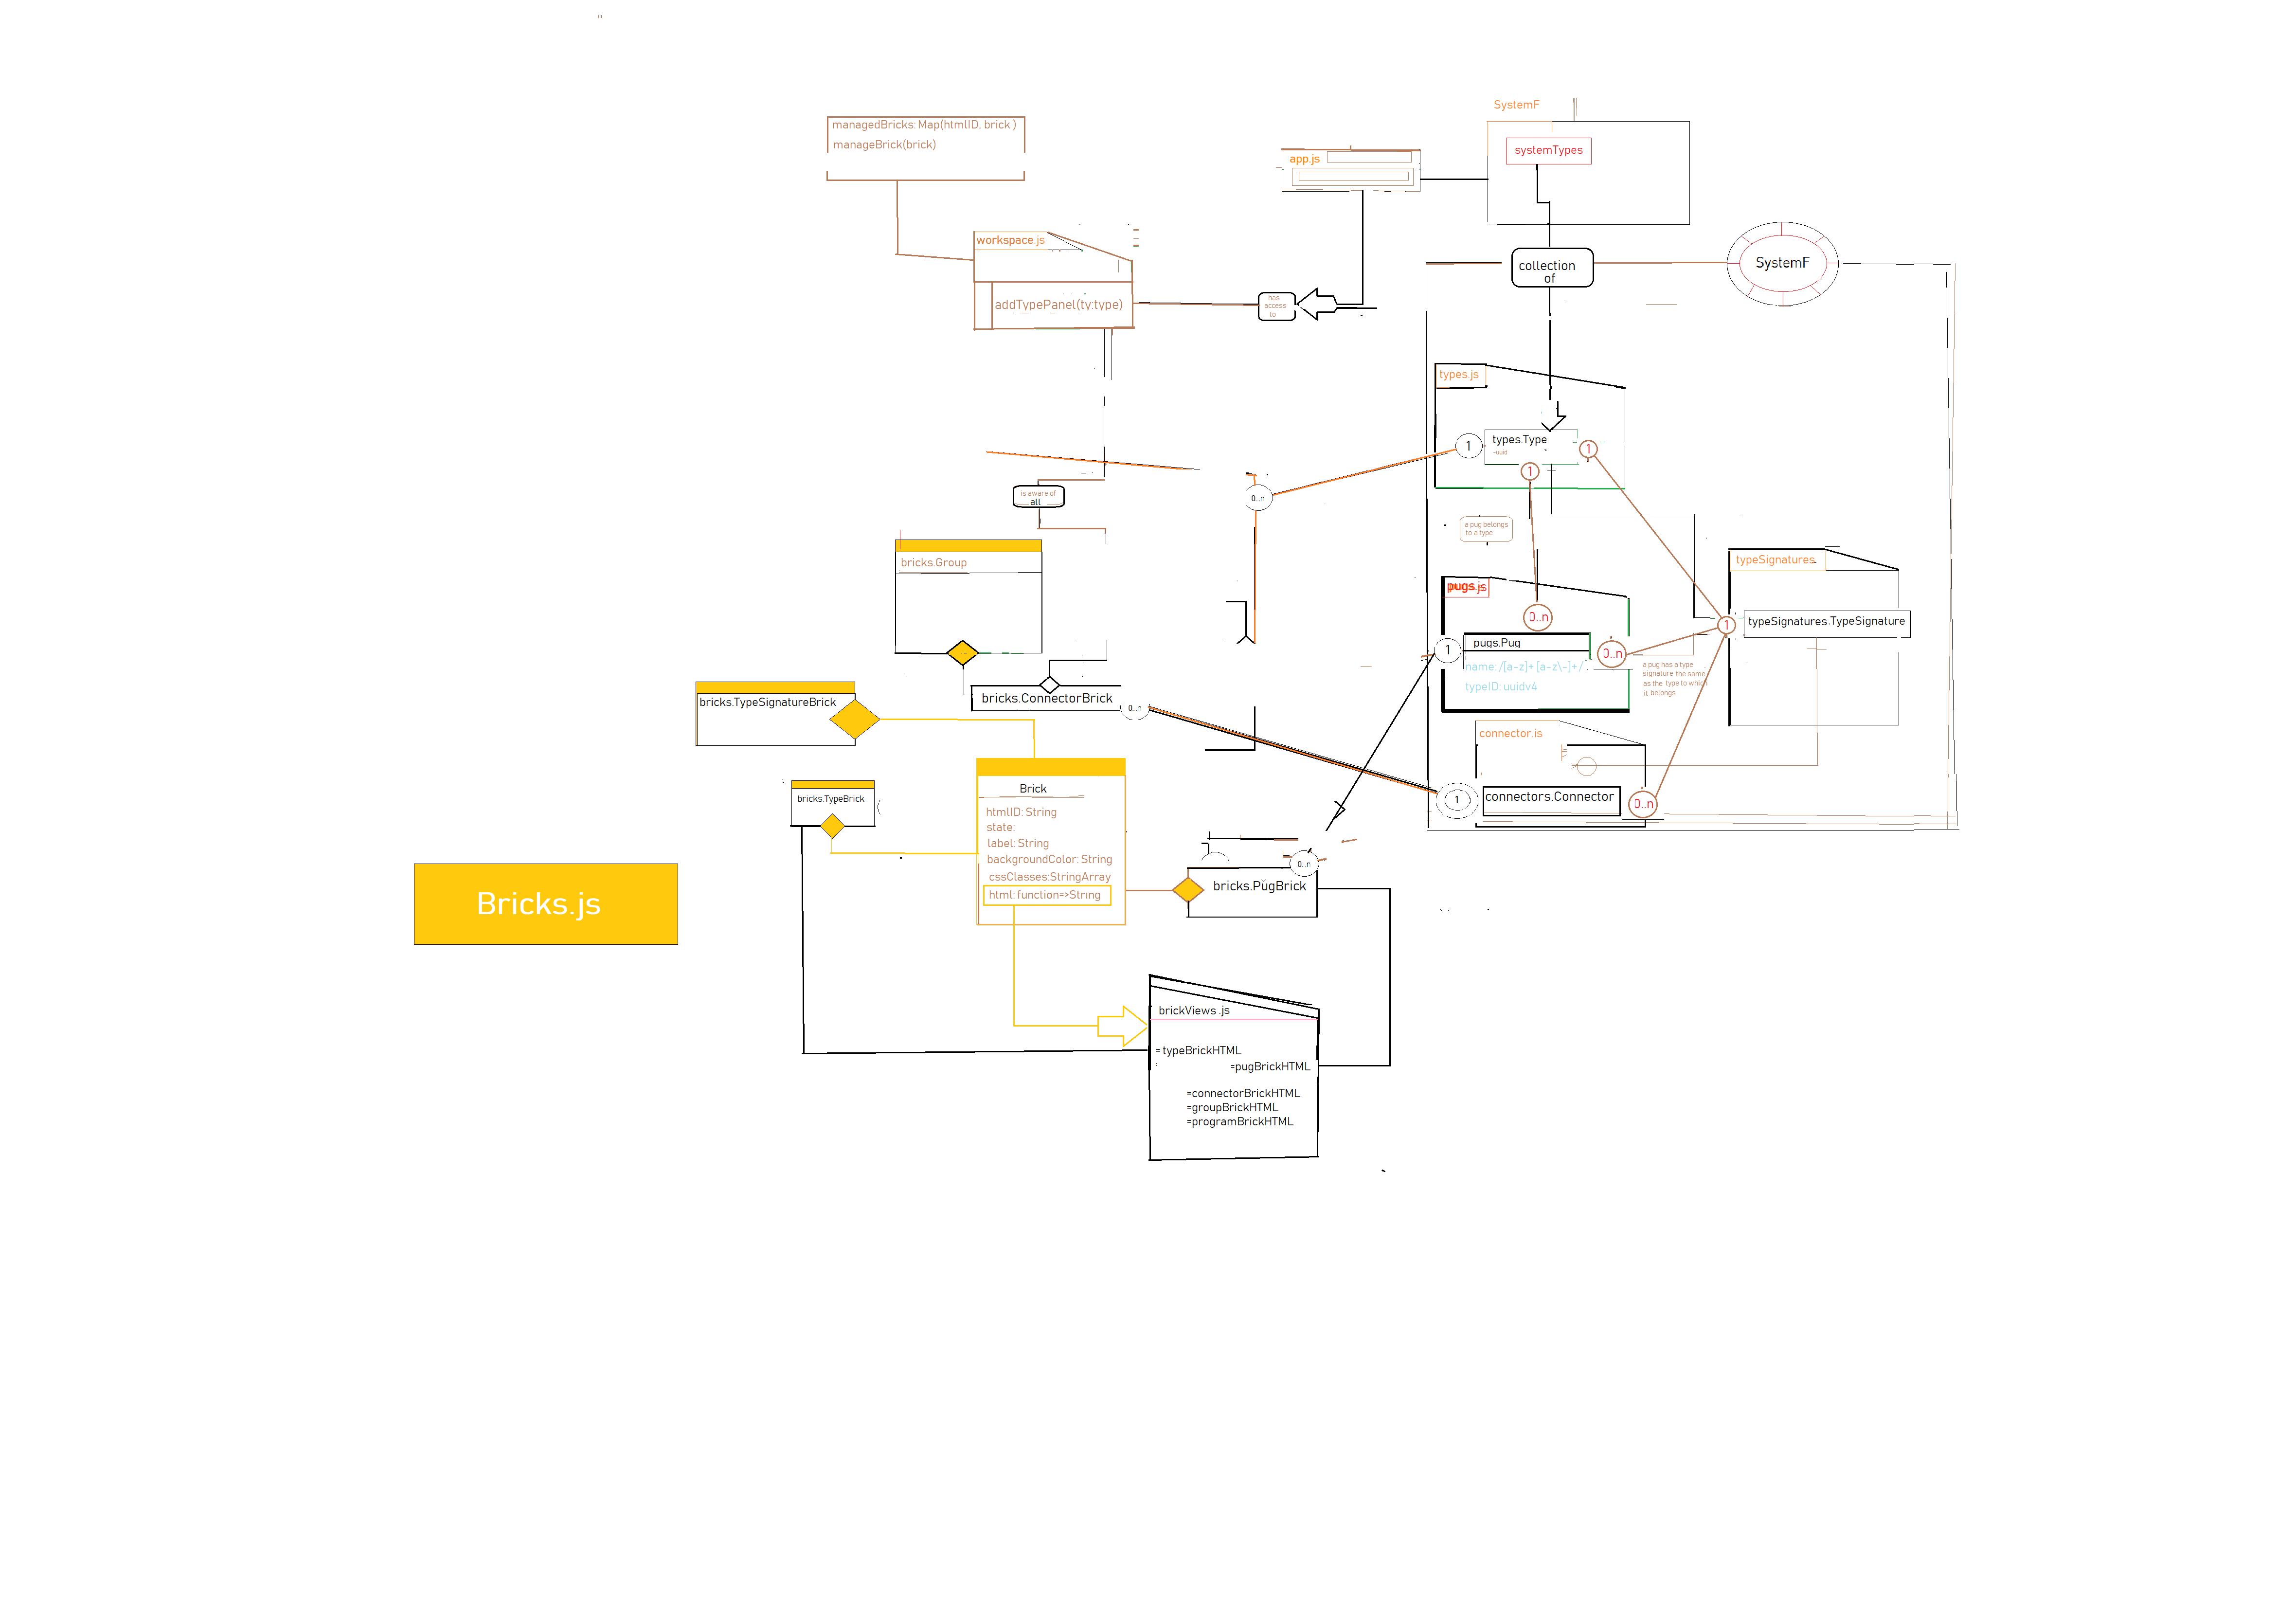 SystemF
managedBricks: Map(htmlID, brick )
manageBrick(brick)
app.js
systemTypes
workspace.js
addTypePanel(ty:type)
has
access
to
collection
of
SystemF
types.js
1
types.Type
-uuid
1
1
0..n
is aware of
all
a pug belongs
to a type
bricks.Group
typeSignatures
pugs.js
0..n
1
typeSignatures.TypeSignature
1
pugs.Pug
0..n
name: /[a-z]+[a-z\-]+/
typeID: uuidv4
a pug has a type
signature the same
as the type to which
it belongs
bricks.ConnectorBrick
0..n
bricks.TypeSignatureBrick
connector.js
Brick
bricks.TypeBrick
1
connectors.Connector
0..n
htmlID: String
state:
label: String
backgroundColor: String
cssClasses:StringArray
html: function=>String
0..n
bricks.PugBrick
Bricks.js
brickViews .js
=typeBrickHTML
=pugBrickHTML
=connectorBrickHTML
=groupBrickHTML
=programBrickHTML